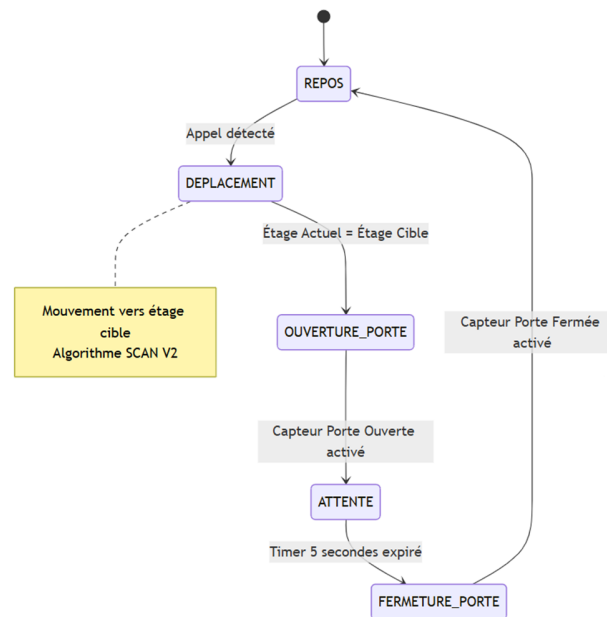 REPOS
Appel détecté
DEPLACEMENT
Étage Actuel = Étage Cible
Mouvement vers étage
cible
Algorithme SCAN V2
OUVERTURE_PORTE
Capteur Porte Fermée
activé
Capteur Porte Ouverte
activé
ATTENTE
Timer 5 secondes expiré
FERMETURE_PORTE